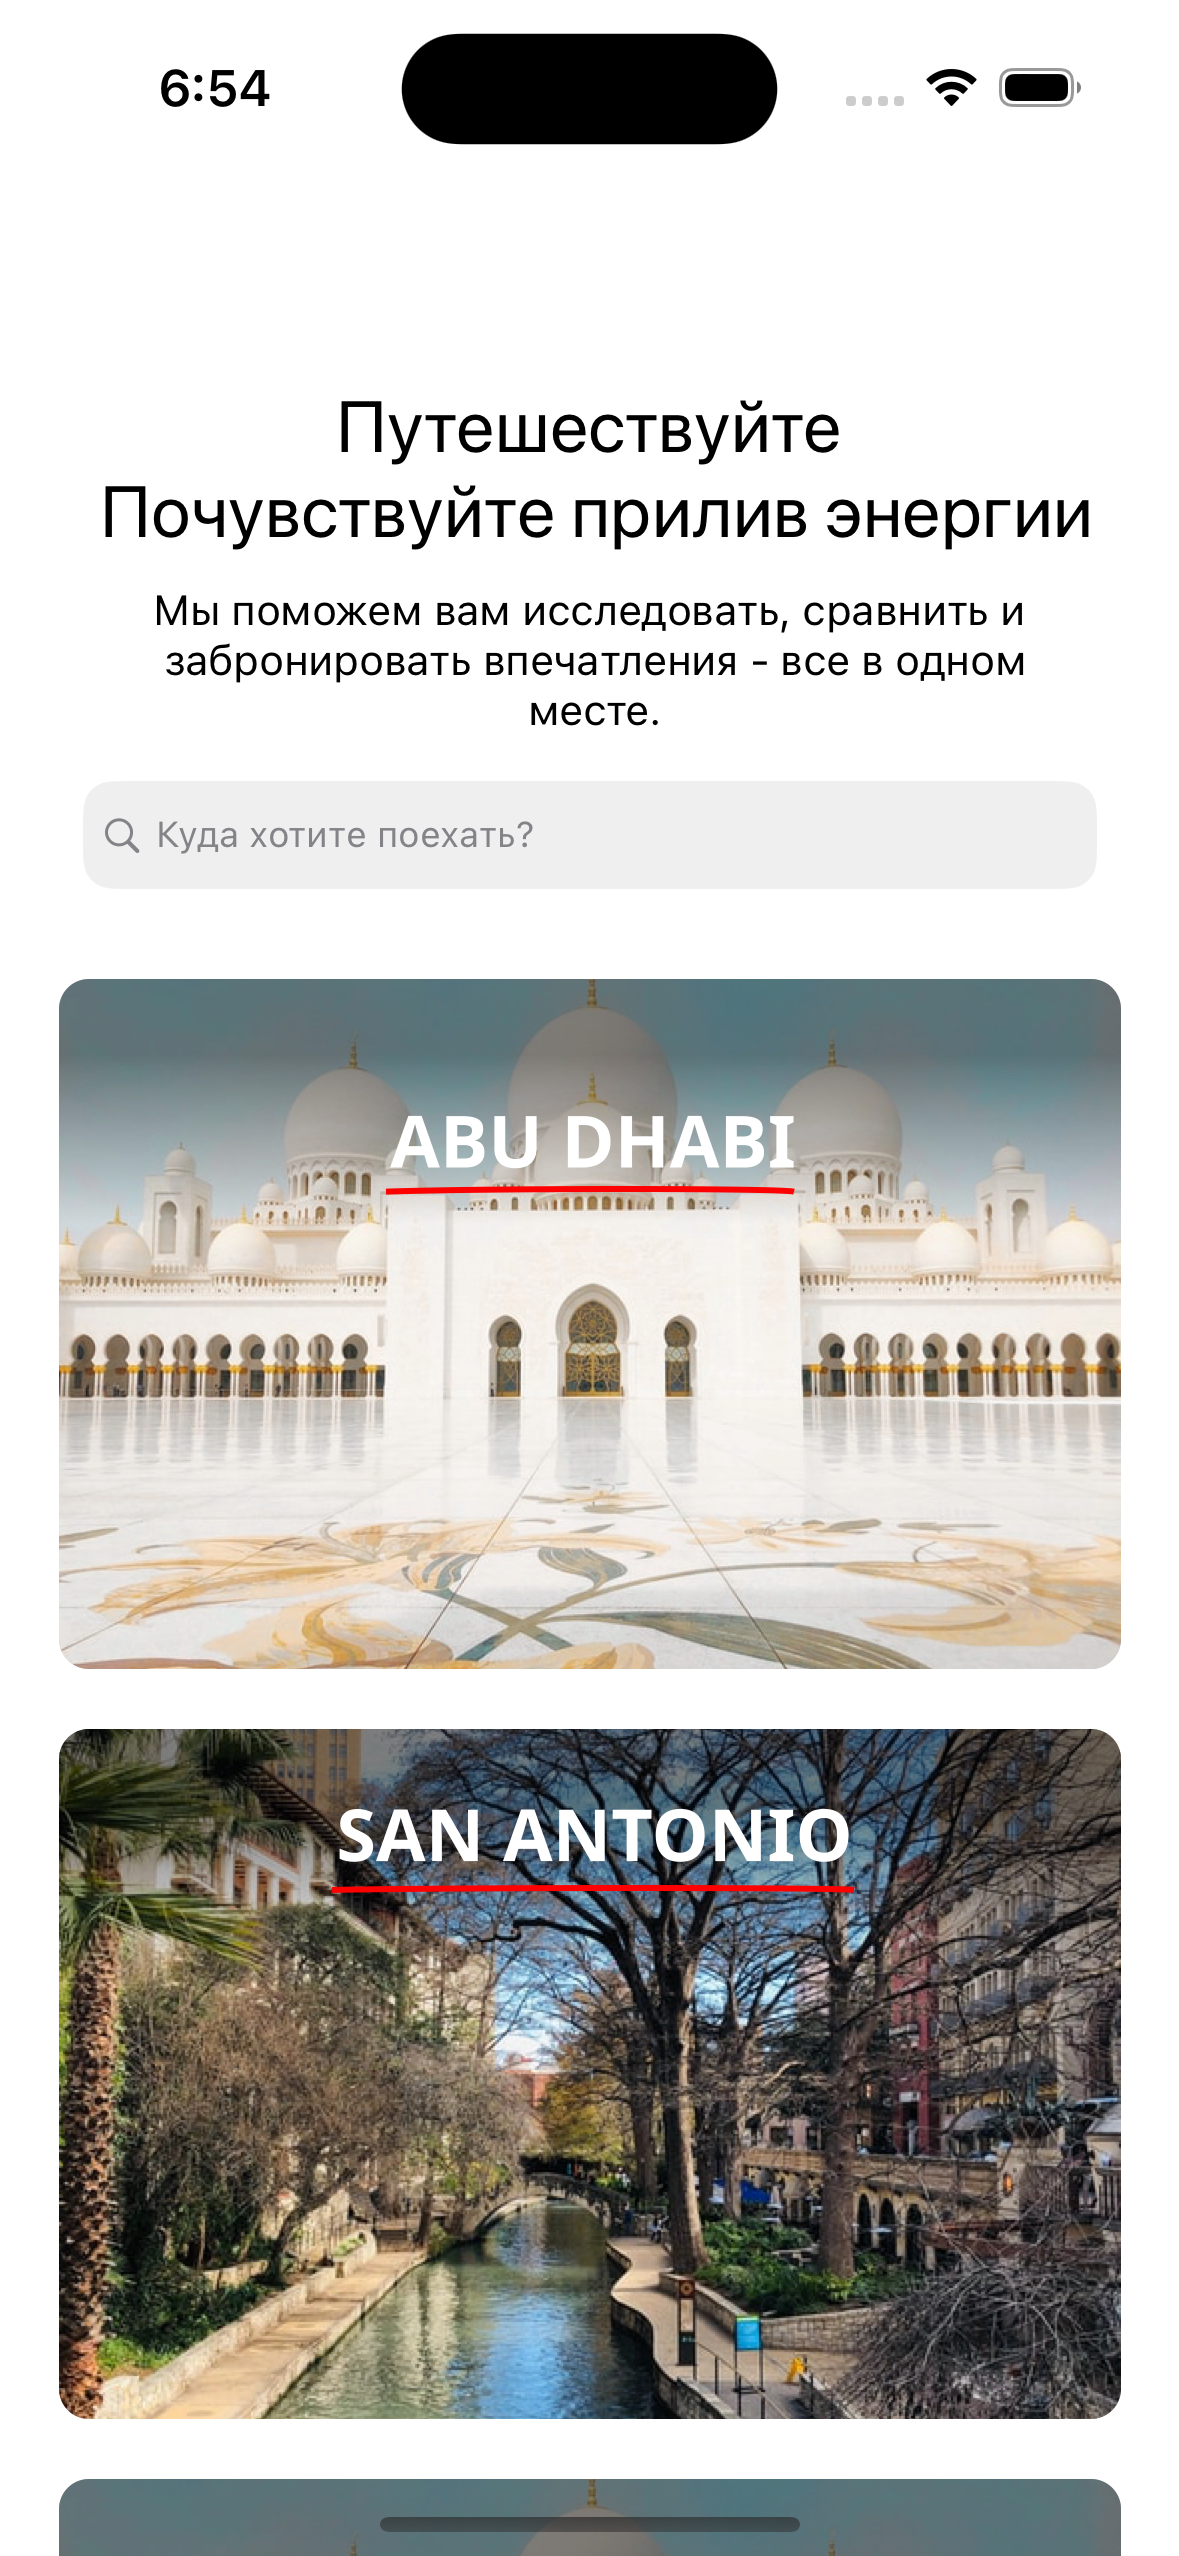 6:54
Путешествуйте
Почувствуйте прилив энергии
Мы поможем вам исследовать, сравнить и
забронировать впечатления - все в одном
месте.
Куда хотите поехать?
ABU DHABI
SAN ANTONIO